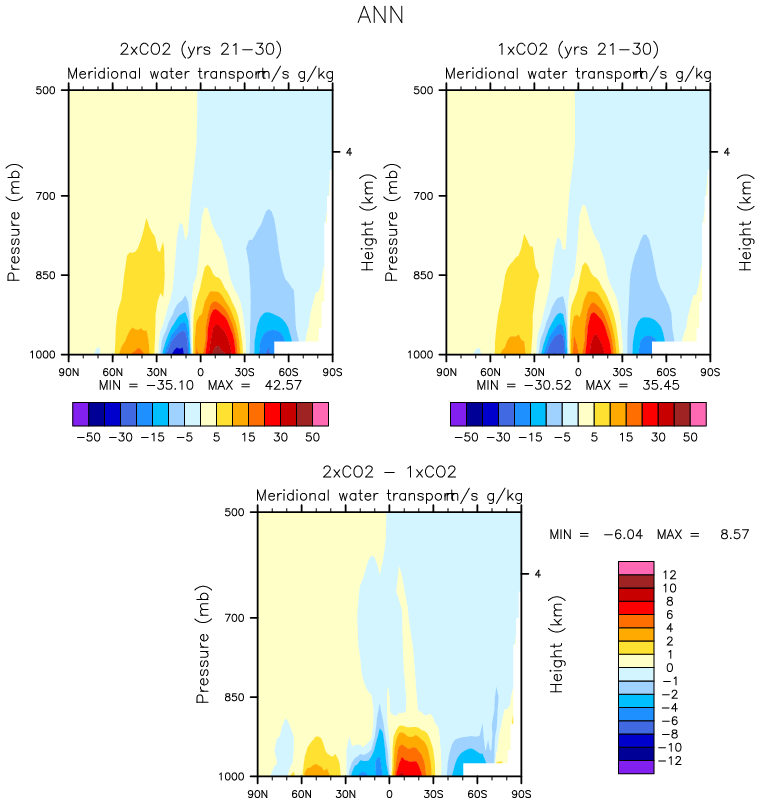 ANN
2xCO2 (yrs 21−30)
Meridional water transport m/s g/kg
500
700
850
1000
Pressure (mb)
4
Height (km)
90N 60N 30N 0 30S 60S 90S
MIN = −35.10 MAX = 42.57
−50 −30 −15 −5 5 15 30 50
1xCO2 (yrs 21−30)
Meridional water transport m/s g/kg
500
700
850
1000
Pressure (mb)
4
Height (km)
90N 60N 30N 0 30S 60S 90S
MIN = −30.52 MAX = 35.45
−50 −30 −15 −5 5 15 30 50
2xCO2 − 1xCO2
Meridional water transport m/s g/kg
500
700
850
1000
Pressure (mb)
4
Height (km)
90N 60N 30N 0 30S 60S 90S
MIN = −6.04 MAX = 8.57
12
10
8
6
4
2
1
0
−1
−2
−4
−6
−8
−10
−12